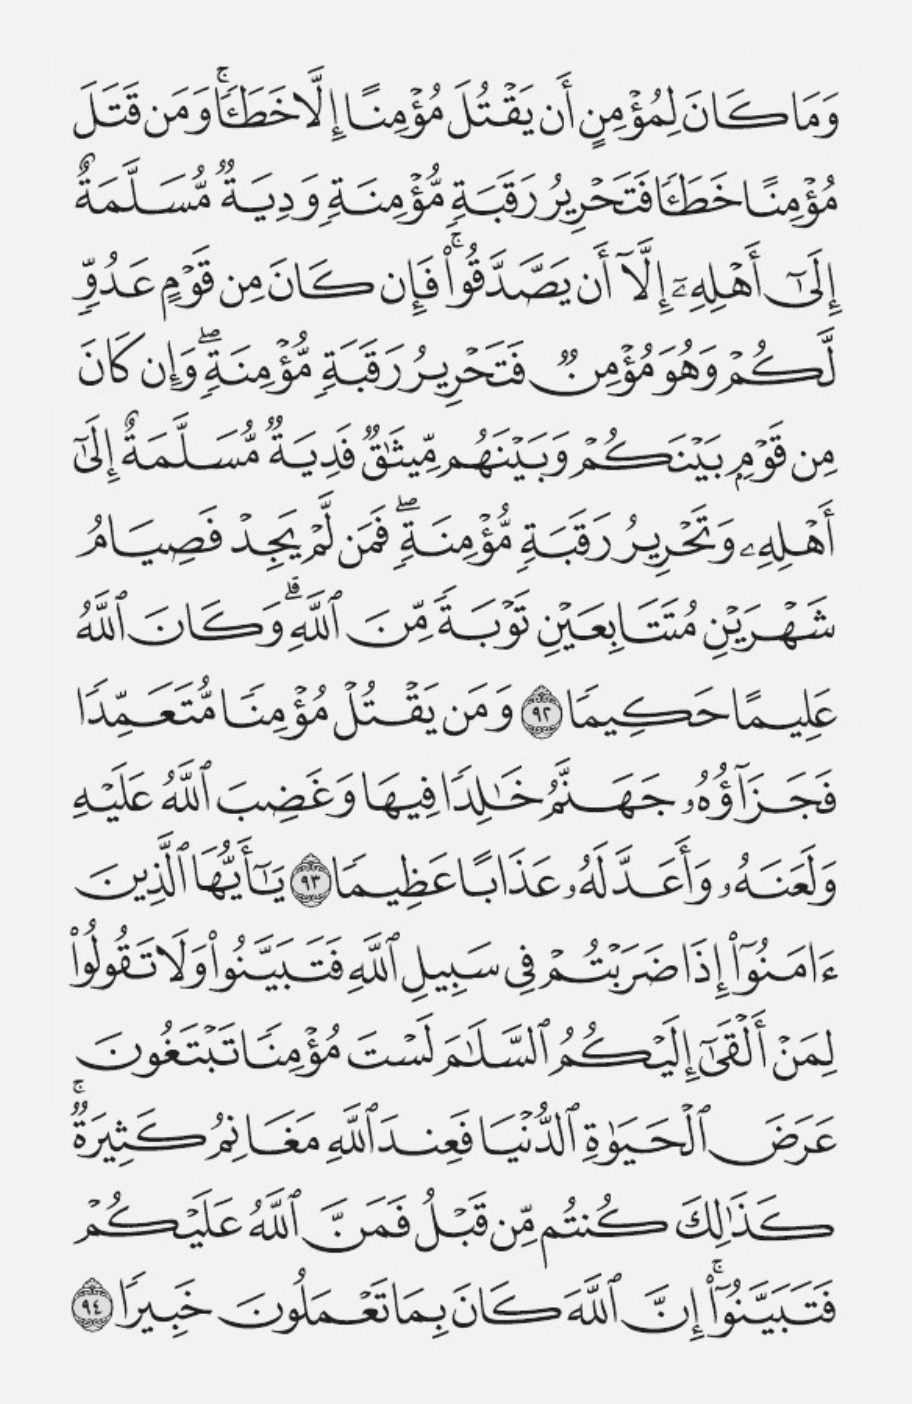 وَمَا كَانَ لِمُؤْمِنٍ أَن يَقْتُلَ مُؤْمِنًا إِلَّا خَطَـًٔا ۚ وَمَن قَتَلَ
مُؤْمِنًا خَطَـًٔا فَتَحْرِيرُ رَقَبَةٍ مُّؤْمِنَةٍ وَدِيَةٌ مُّسَلَّمَةٌ
إِلَىٰٓ أَهْلِهِۦٓ إِلَّآ أَن يَصَّدَّقُوا۟ ۚ فَإِن كَانَ مِن قَوْمٍ عَدُوٍّ
لَّكُمْ وَهُوَ مُؤْمِنٌ فَتَحْرِيرُ رَقَبَةٍ مُّؤْمِنَةٍ ۖ وَإِن كَانَ
مِن قَوْمٍۭ بَيْنَكُمْ وَبَيْنَهُم مِّيثَـٰقٌ فَدِيَةٌ مُّسَلَّمَةٌ إِلَىٰٓ
أَهْلِهِۦ وَتَحْرِيرُ رَقَبَةٍ مُّؤْمِنَةٍ ۖ فَمَن لَّمْ يَجِدْ فَصِيَامُ
شَهْرَيْنِ مُتَتَابِعَيْنِ تَوْبَةً مِّنَ ٱللَّهِ ۗ وَكَانَ ٱللَّهُ
عَلِيمًا حَكِيمًا ٩٢ وَمَن يَقْتُلْ مُؤْمِنًا مُّتَعَمِّدًا
فَجَزَآؤُهُۥ جَهَنَّمُ خَـٰلِدًا فِيهَا وَغَضِبَ ٱللَّهُ عَلَيْهِ
وَلَعَنَهُۥ وَأَعَدَّ لَهُۥ عَذَابًا عَظِيمًا ٩٣ يَـٰٓأَيُّهَا ٱلَّذِينَ
ءَامَنُوٓا۟ إِذَا ضَرَبْتُمْ فِى سَبِيلِ ٱللَّهِ فَتَبَيَّنُوا۟ وَلَا تَقُولُوا۟
لِمَنْ أَلْقَىٰٓ إِلَيْكُمُ ٱلسَّلَـٰمَ لَسْتَ مُؤْمِنًا تَبْتَغُونَ
عَرَضَ ٱلْحَيَوٰةِ ٱلدُّنْيَا فَعِندَ ٱللَّهِ مَغَانِمُ كَثِيرَةٌ ۚ
كَذَٰلِكَ كُنتُم مِّن قَبْلُ فَمَنَّ ٱللَّهُ عَلَيْكُمْ
فَتَبَيَّنُوٓا۟ ۚ إِنَّ ٱللَّهَ كَانَ بِمَا تَعْمَلُونَ خَبِيرًا ٩٤